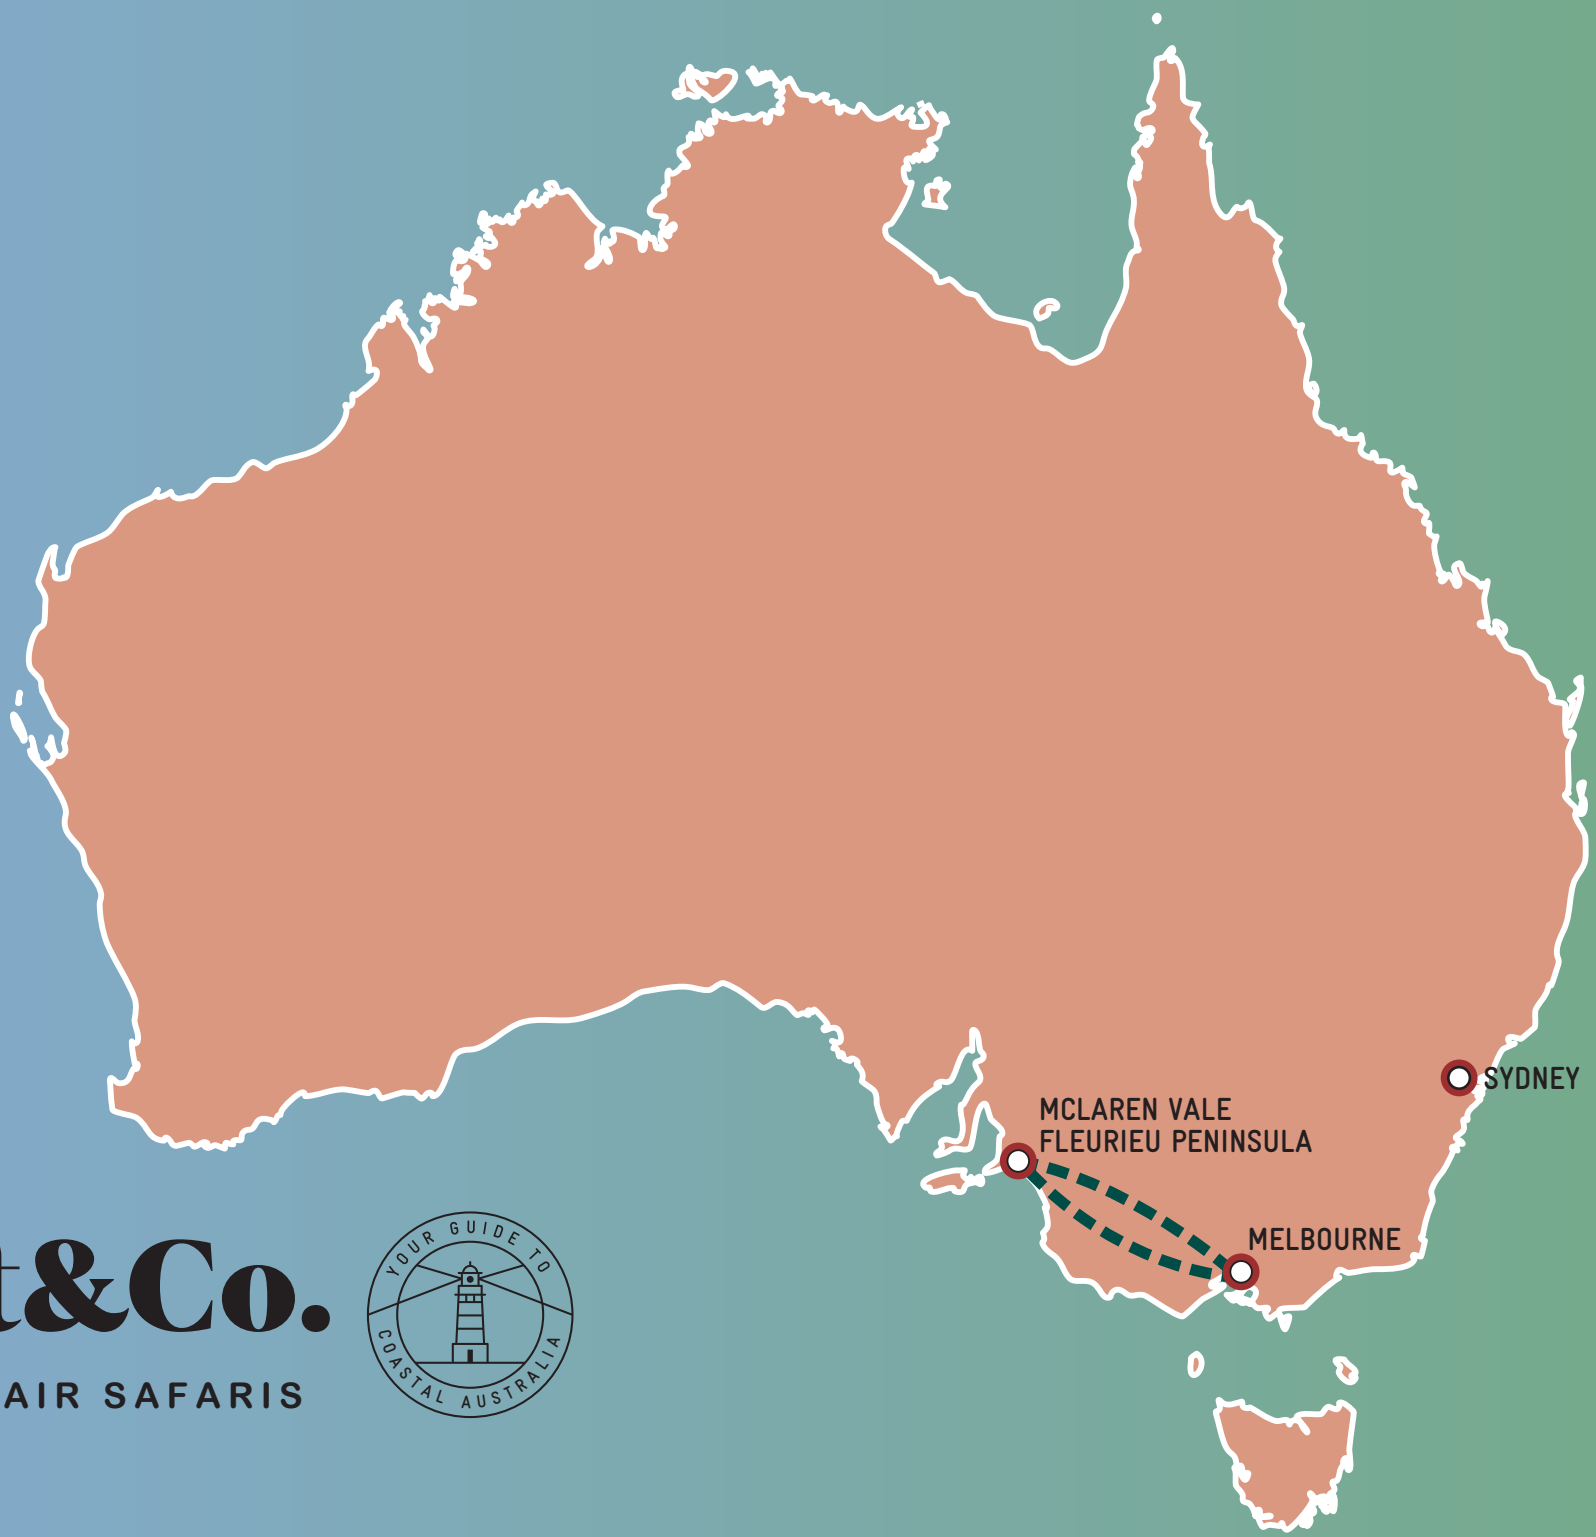 SYDNEY
MCLAREN VALE
FLEURIEU PENINSULA
MELBOURNE
t&Co.
AIR SAFARIS
YOUR GUIDE TO
COASTAL AUSTRALIA